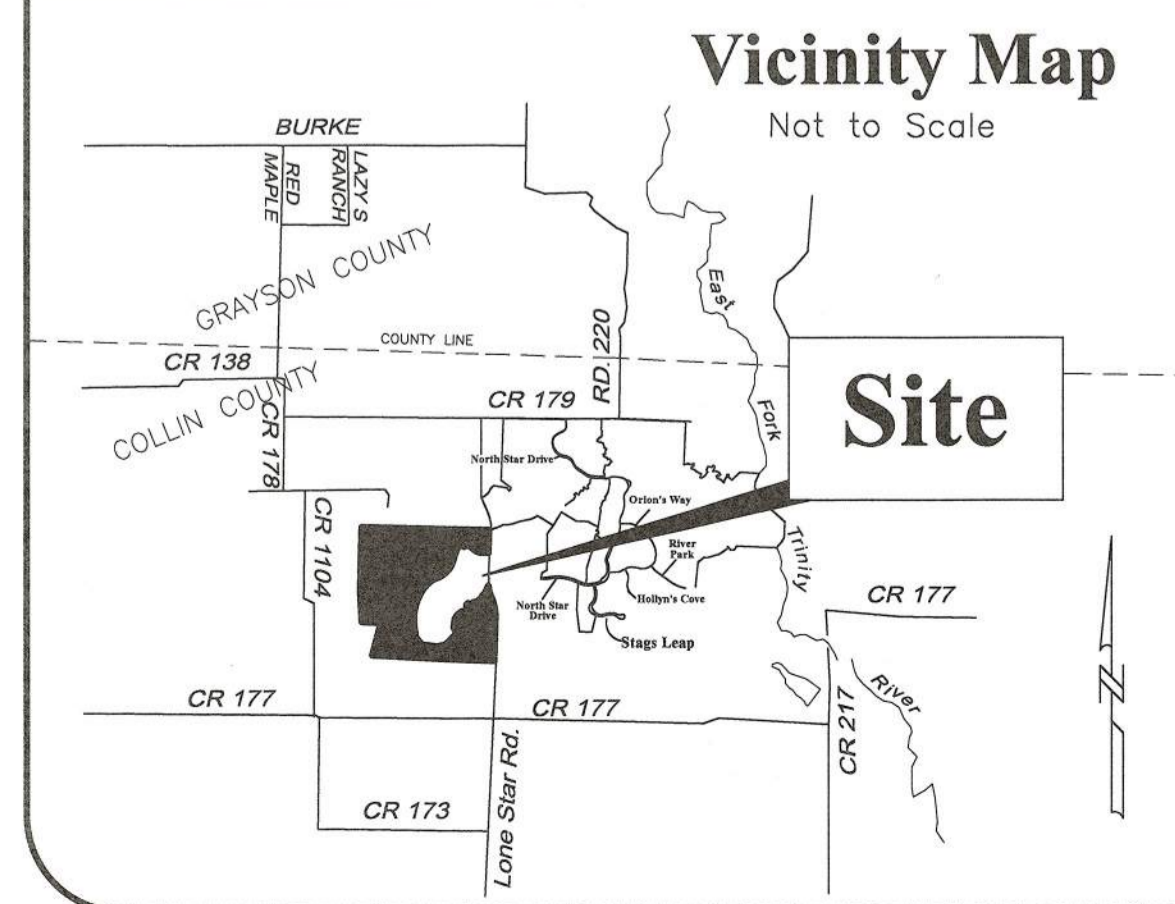 Vicinity Map
Not to Scale
BURKE
RED
MAPLE
LAZY S
RANCH
GRAYSON COUNTY
COUNTY LINE
RD. 220
East
Fork
Trinity
River
Site
CR 138
COLLIN COUNTY
CR 178
CR 179
North Star Drive
Orion's Way
River
Park
CR 1104
North Star
Drive
Hollyn's Cove
Stags Leap
CR 177
CR 177
CR 177
CR 217
CR 173
Lone Star Rd.
N